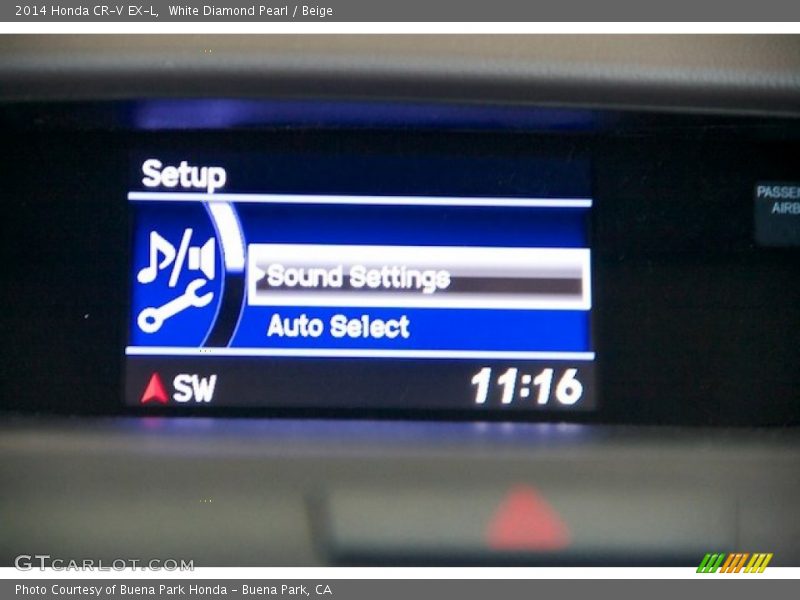 2014 Honda CR-V EX-L, White Diamond Pearl / Beige
Setup
PASSEN
AIRB
Sound Settings
Auto Select
SW
11:16
GTCARLOT.COM
Photo Courtesy of Buena Park Honda - Buena Park, CA